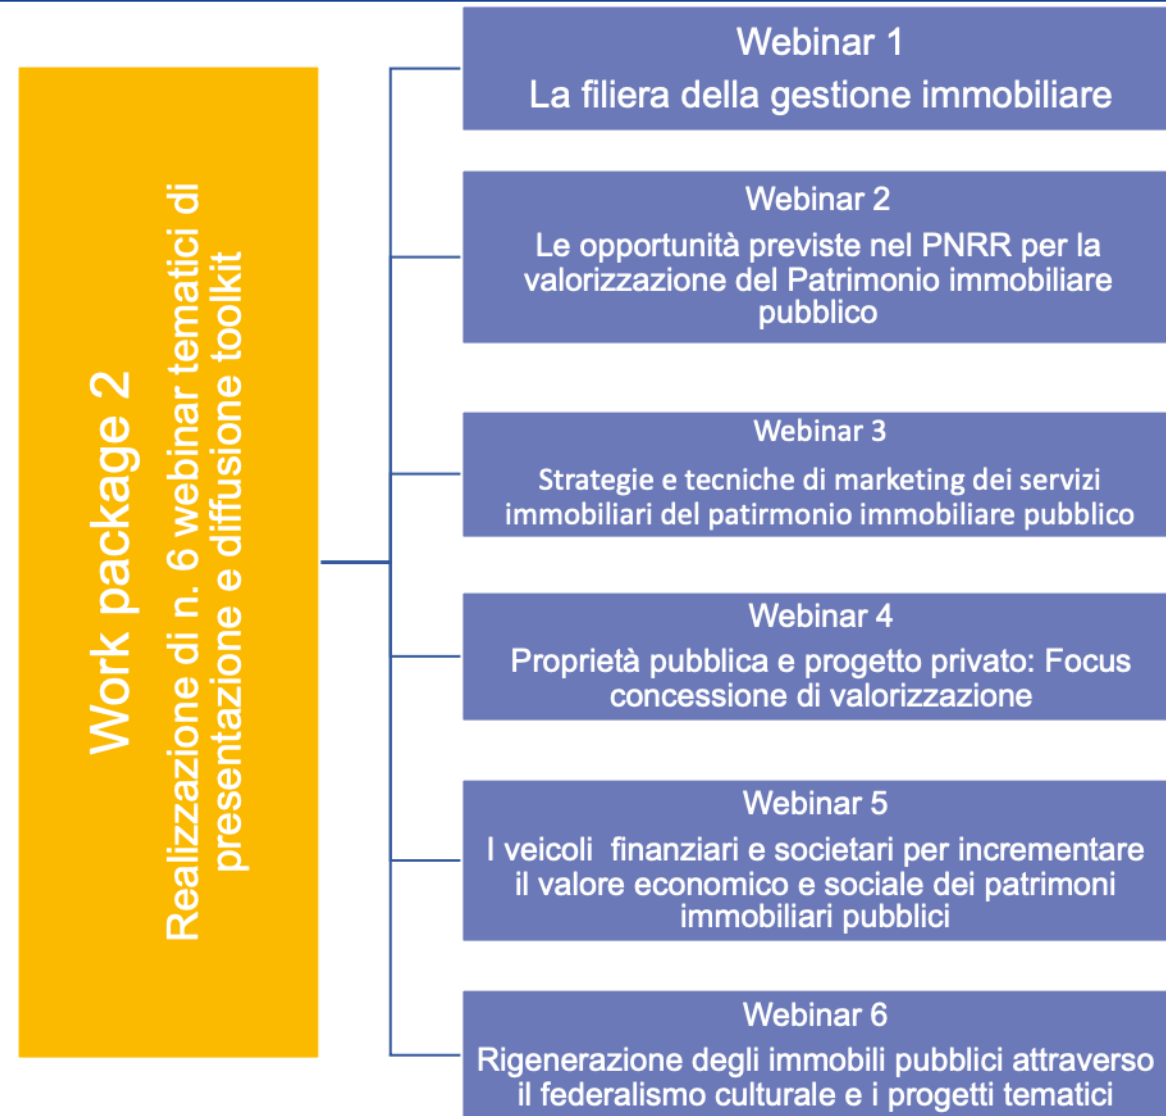 Work package 2
Realizzazione di n. 6 webinar tematici di
presentazione e diffusione toolkit
Webinar 1
La filiera della gestione immobiliare
Webinar 2
Le opportunità previste nel PNRR per la
valorizzazione del Patrimonio immobiliare
pubblico
Webinar 3
Strategie e tecniche di marketing dei servizi
immobiliari del patirmonio immobiliare pubblico
Webinar 4
Proprietà pubblica e progetto privato: Focus
concessione di valorizzazione
Webinar 5
I veicoli  finanziari e societari per incrementare
il valore economico e sociale dei patrimoni
immobiliari pubblici
Webinar 6
Rigenerazione degli immobili pubblici attraverso
il federalismo culturale e i progetti tematici